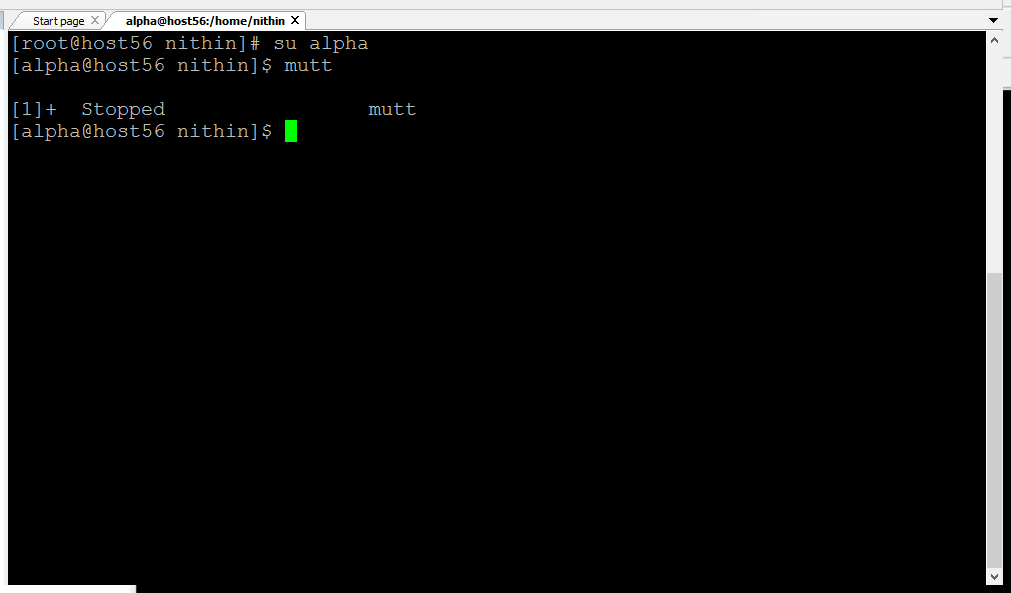 Start page
alpha@host56:/home/nithin
[root@host56 nithin]# su alpha
[alpha@host56 nithin]$ mutt
[1]+  Stopped                 mutt
[alpha@host56 nithin]$